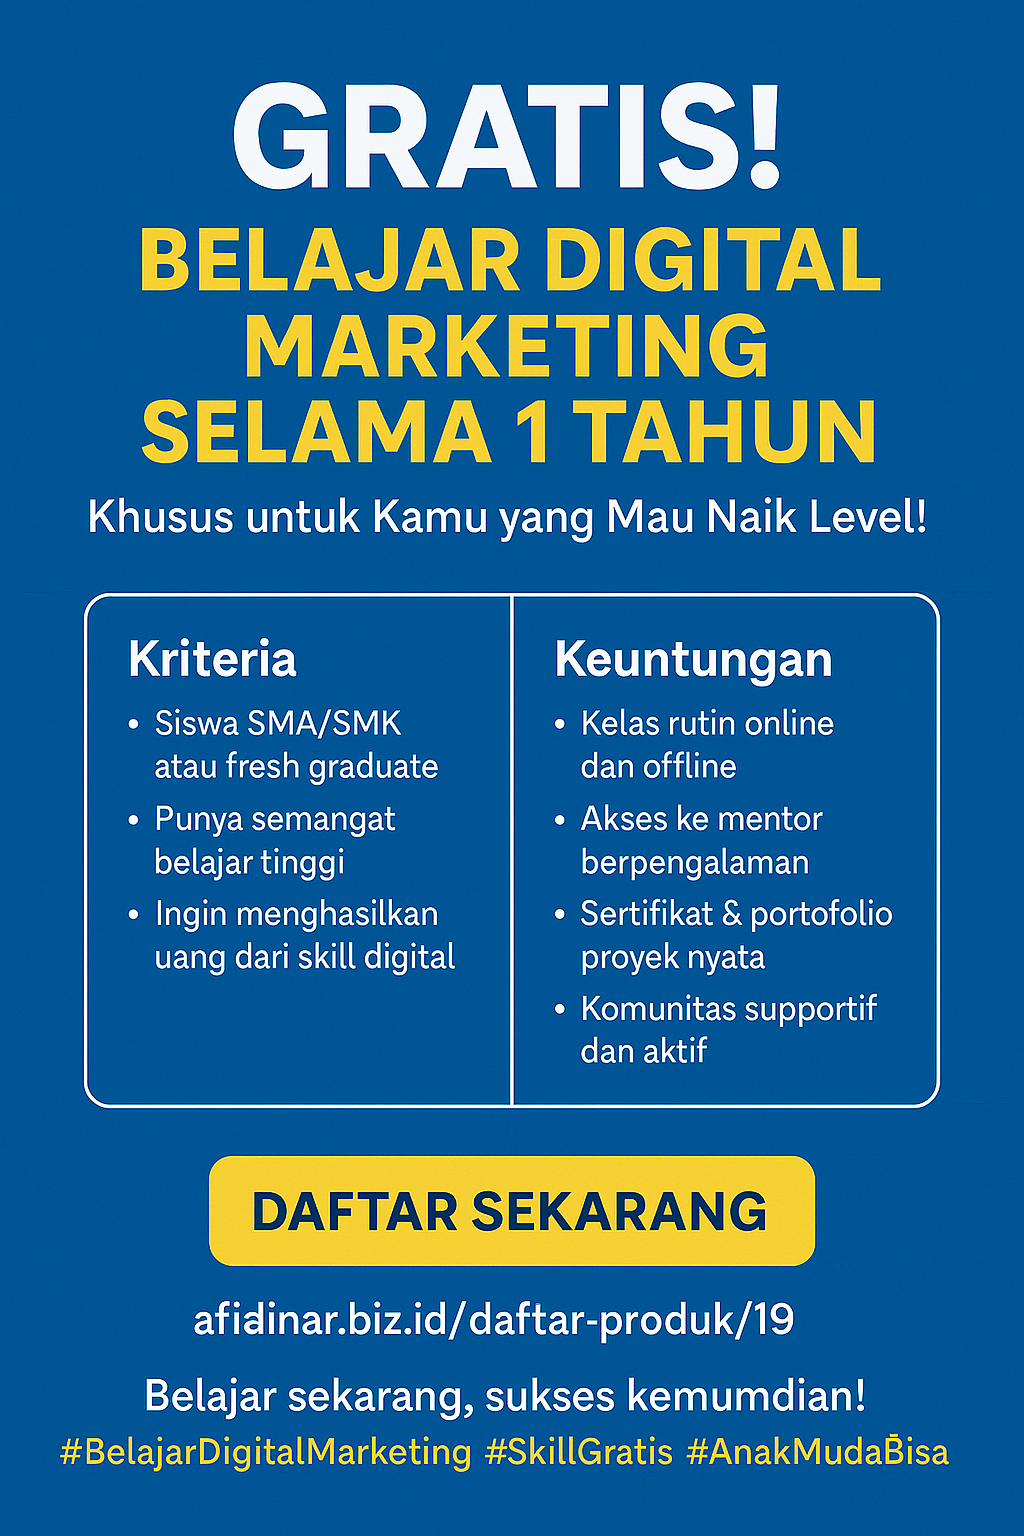 GRATIS!
BELAJAR DIGITAL
MARKETING
SELAMA 1 TAHUN
Khusus untuk Kamu yang Mau Naik Level!
Kriteria
• Siswa SMA/SMK
atau fresh graduate
• Punya semangat
belajar tinggi
• Ingin menghasilkan
uang dari skill digital
Keuntungan
• Kelas rutin online
dan offline
• Akses ke mentor
berpengalaman
• Sertifikat & portofolio
proyek nyata
• Komunitas supportif
dan aktif
DAFTAR SEKARANG
afidinar.biz.id/daftar-produk/19
Belajar sekarang, sukses kemumdian!
#BelajarDigitalMarketing #SkillGratis #AnakMudaB̄isa